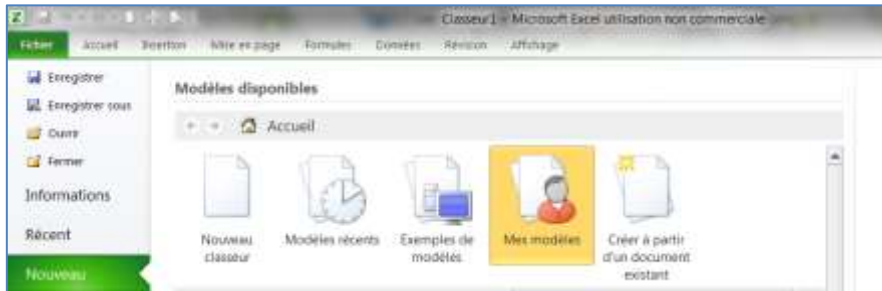 Classeur1 - Microsoft Excel utilisation non commerciale
Fichier Accueil Insertion Mise en page Formules Données Révision Affichage
Enregistrer
Enregistrer sous
Ouvrir
Fermer
Informations
Récent
Nouveau
Modèles disponibles
Accueil
Nouveau classeur
Modèles récents
Exemples de modèles
Mes modèles
Créer à partir d'un document existant